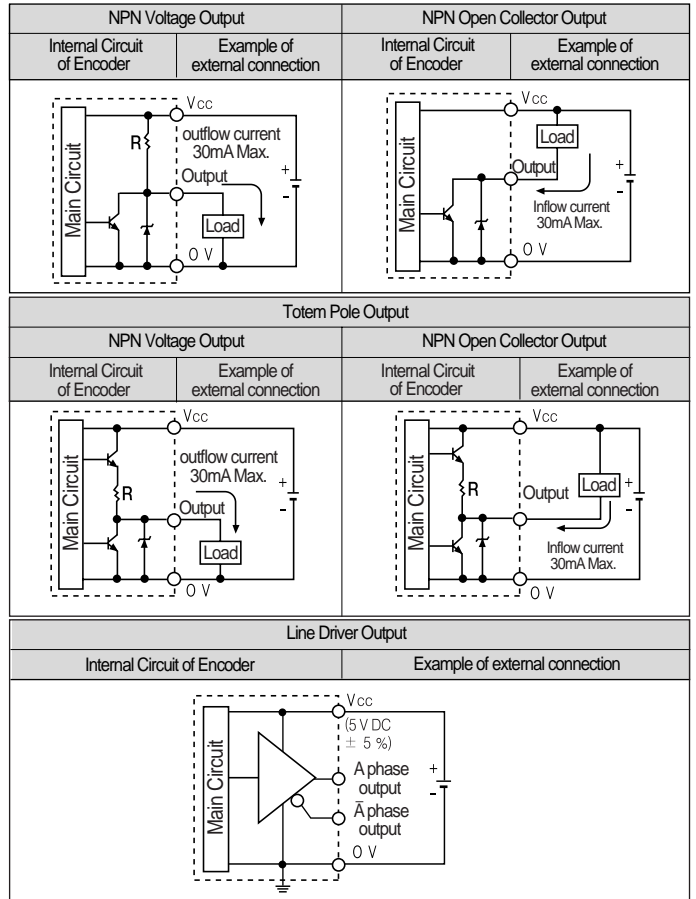 NPN Voltage Output
NPN Open Collector Output
Internal Circuit
of Encoder
Example of
external connection
Internal Circuit
of Encoder
Example of
external connection
Main Circuit
R
Vcc
outflow current
30mA Max.
Output
Load
+
-
0 V
Main Circuit
Vcc
Load
Output
Inflow current
30mA Max.
+
-
0 V
Totem Pole Output
NPN Voltage Output
NPN Open Collector Output
Internal Circuit
of Encoder
Example of
external connection
Internal Circuit
of Encoder
Example of
external connection
Main Circuit
R
Vcc
outflow current
30mA Max.
Output
Load
+
-
0 V
Main Circuit
R
Vcc
Output
Load
Inflow current
30mA Max.
+
-
0 V
Line Driver Output
Internal Circuit of Encoder
Example of external connection
Main Circuit
Vcc
(5 V DC
± 5 %)
A phase
output
Ā phase
output
+
-
0 V